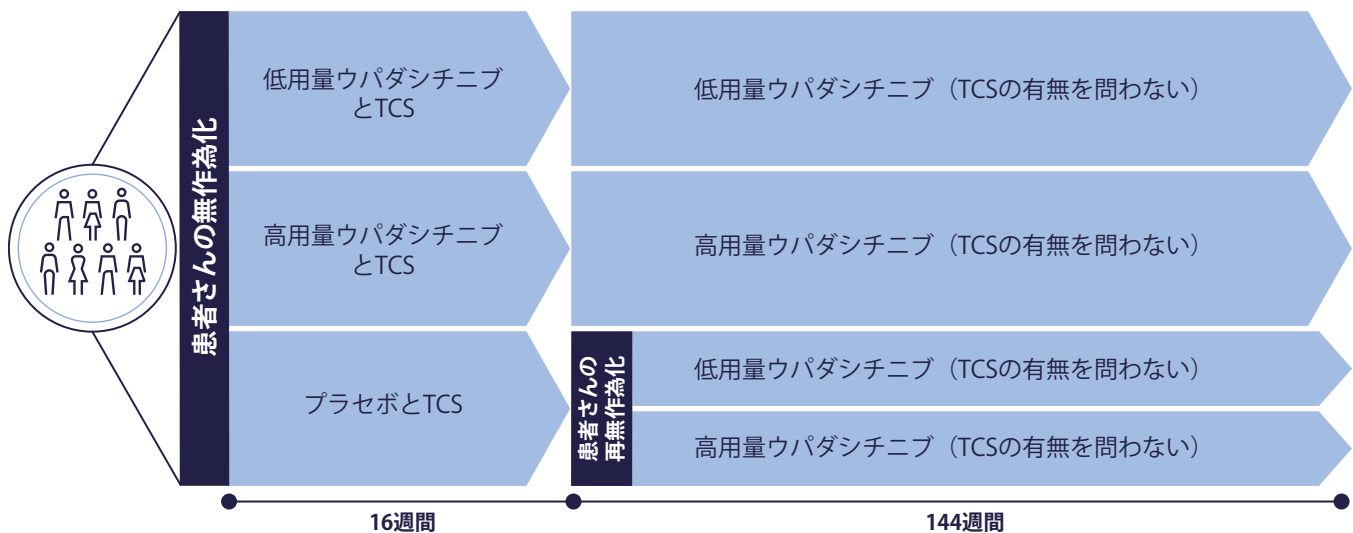 患者さんの無作為化
低用量ウパダシチニブ
とTCS
低用量ウパダシチニブ（TCSの有無を問わない）
高用量ウパダシチニブ
とTCS
高用量ウパダシチニブ（TCSの有無を問わない）
プラセボとTCS
患者さんの
再無作為化
低用量ウパダシチニブ（TCSの有無を問わない）
高用量ウパダシチニブ（TCSの有無を問わない）
16週間
144週間